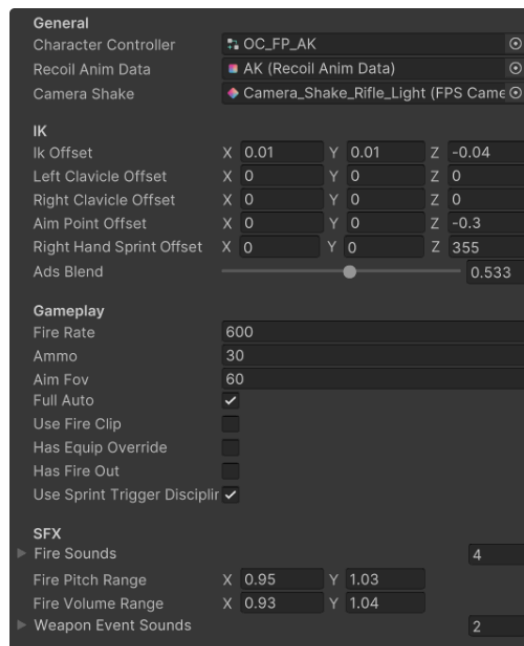 General
Character Controller OC_FP_AK
Recoil Anim Data AK (Recoil Anim Data)
Camera Shake Camera_Shake_Rifle_Light (FPS Came
IK
Ik Offset X 0.01 Y 0.01 Z -0.04
Left Clavicle Offset X 0 Y 0 Z 0
Right Clavicle Offset X 0 Y 0 Z 0
Aim Point Offset X 0 Y 0 Z -0.3
Right Hand Sprint Offset X 0 Y 0 Z 355
Ads Blend 0.533
Gameplay
Fire Rate 600
Ammo 30
Aim Fov 60
Full Auto
Use Fire Clip
Has Equip Override
Has Fire Out
Use Sprint Trigger Disciplir
SFX
Fire Sounds 4
Fire Pitch Range X 0.95 Y 1.03
Fire Volume Range X 0.93 Y 1.04
Weapon Event Sounds 2